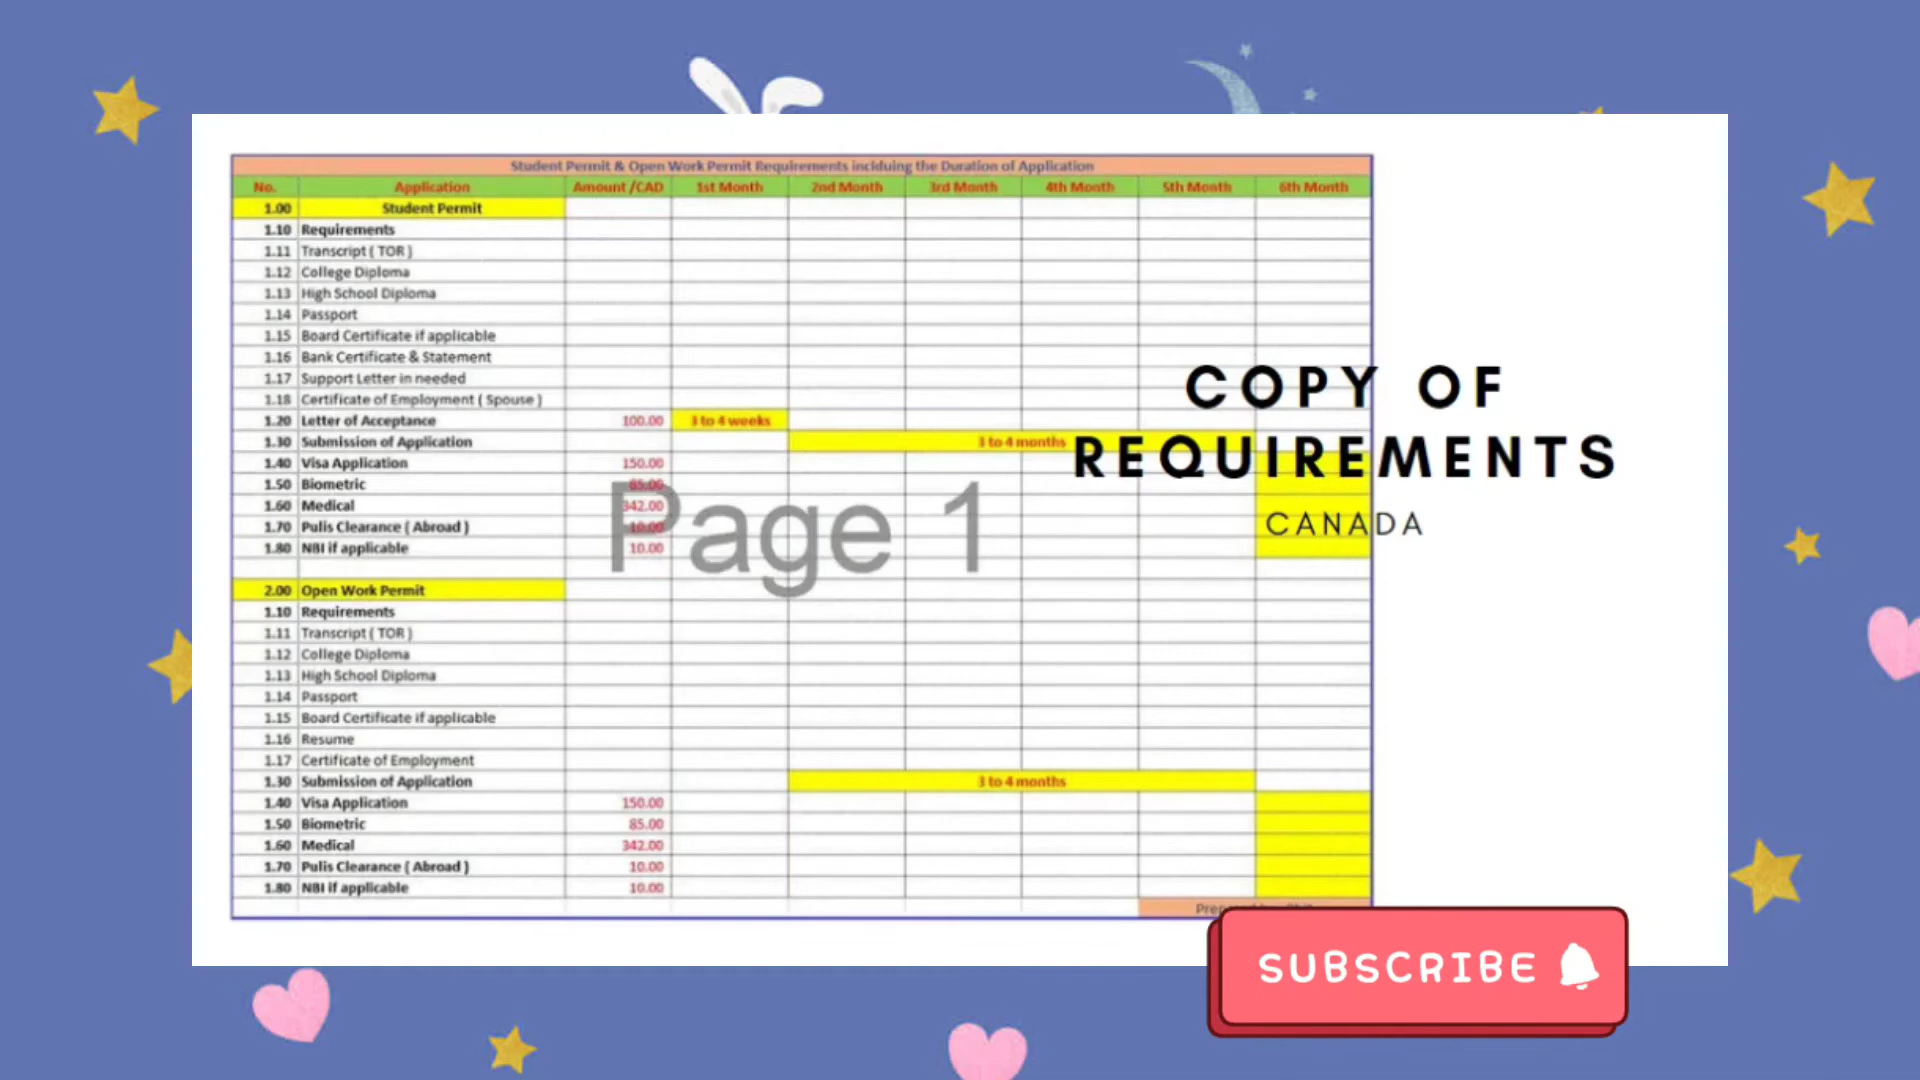 Student Permit & Open Work Permit Requirements inclduing the Duration of Application
No. Application Amount /CAD 1st Month 2nd Month 3rd Month 4th Month 5th Month 6th Month
1.00 Student Permit
1.10 Requirements
1.11 Transcript ( TOR )
1.12 College Diploma
1.13 High School Diploma
1.14 Passport
1.15 Board Certificate if applicable
1.16 Bank Certificate & Statement
1.17 Support Letter in needed
1.18 Certificate of Employment ( Spouse )
1.20 Letter of Acceptance 100.00 3 to 4 weeks
1.30 Submission of Application 3 to 4 months
1.40 Visa Application 150.00
1.50 Biometric 85.00
1.60 Medical 342.00
1.70 Pulis Clearance ( Abroad ) 10.00
1.80 NBI if applicable 10.00
2.00 Open Work Permit
1.10 Requirements
1.11 Transcript ( TOR )
1.12 College Diploma
1.13 High School Diploma
1.14 Passport
1.15 Board Certificate if applicable
1.16 Resume
1.17 Certificate of Employment
1.30 Submission of Application 3 to 4 months
1.40 Visa Application 150.00
1.50 Biometric 85.00
1.60 Medical 342.00
1.70 Pulis Clearance ( Abroad ) 10.00
1.80 NBI if applicable 10.00
Page 1
COPY OF
REQUIREMENTS
CANADA
SUBSCRIBE